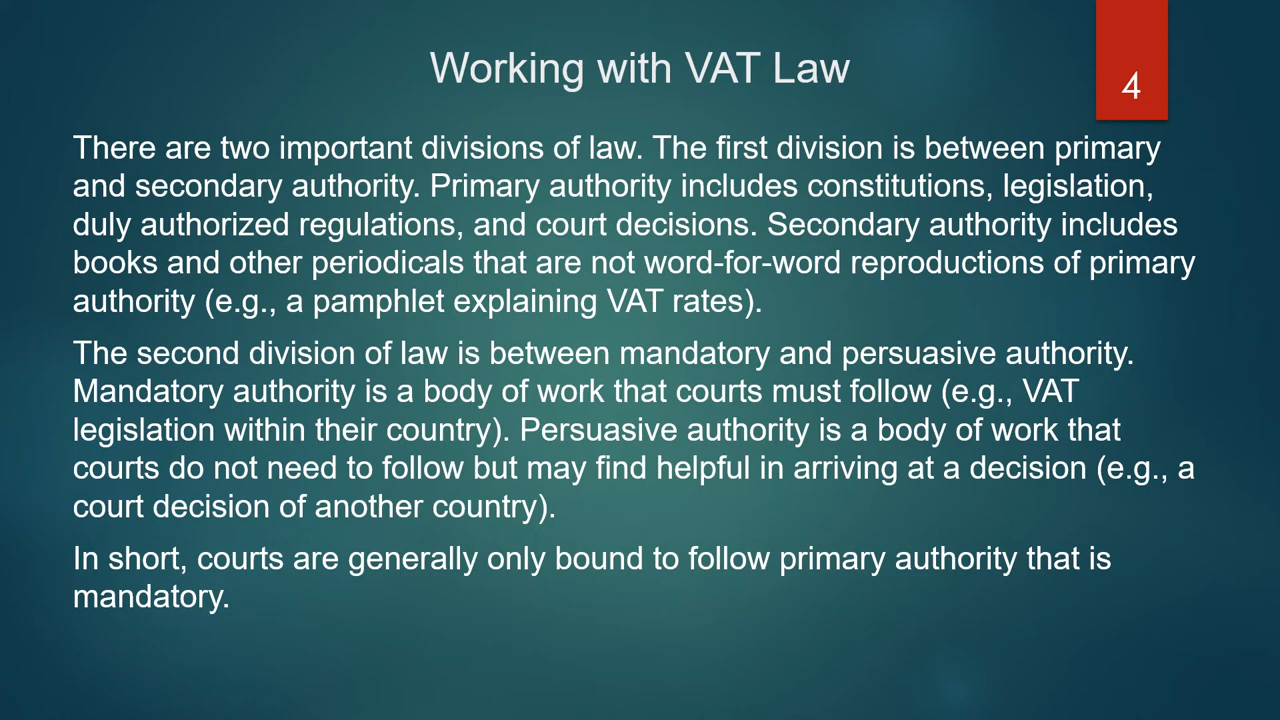 Working with VAT Law
4
There are two important divisions of law. The first division is between primary
and secondary authority. Primary authority includes constitutions, legislation,
duly authorized regulations, and court decisions. Secondary authority includes
books and other periodicals that are not word-for-word reproductions of primary
authority (e.g., a pamphlet explaining VAT rates).
The second division of law is between mandatory and persuasive authority.
Mandatory authority is a body of work that courts must follow (e.g., VAT
legislation within their country). Persuasive authority is a body of work that
courts do not need to follow but may find helpful in arriving at a decision (e.g., a
court decision of another country).
In short, courts are generally only bound to follow primary authority that is
mandatory.